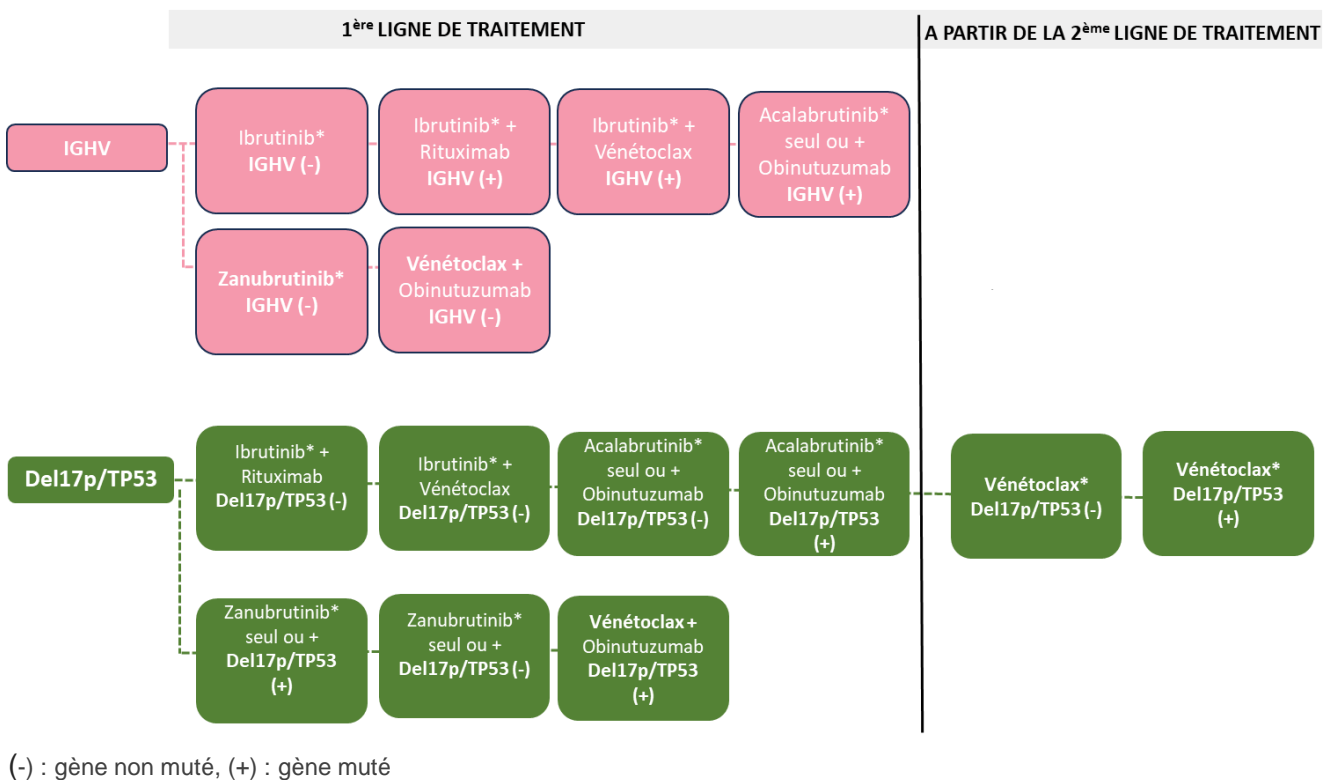 1ère LIGNE DE TRAITEMENT
A PARTIR DE LA 2ème LIGNE DE TRAITEMENT
IGHV
Ibrutinib*
IGHV (-)
Ibrutinib* +
Rituximab
IGHV (+)
Ibrutinib* +
Vénétoclax
IGHV (+)
Acalabrutinib*
seul ou +
Obinutuzumab
IGHV (+)
Zanubrutinib*
IGHV (-)
Vénétoclax +
Obinutuzumab
IGHV (-)
Del17p/TP53
Ibrutinib* +
Rituximab
Del17p/TP53 (-)
Ibrutinib* +
Vénétoclax
Del17p/TP53 (-)
Acalabrutinib*
seul ou +
Obinutuzumab
Del17p/TP53 (-)
Acalabrutinib*
seul ou +
Obinutuzumab
Del17p/TP53
(+)
Vénétoclax*
Del17p/TP53 (-)
Vénétoclax*
Del17p/TP53
(+)
Zanubrutinib*
seul ou +
Del17p/TP53
(+)
Zanubrutinib*
seul ou +
Del17p/TP53 (-)
Vénétoclax +
Obinutuzumab
Del17p/TP53
(+)
(-) : gène non muté, (+) : gène muté